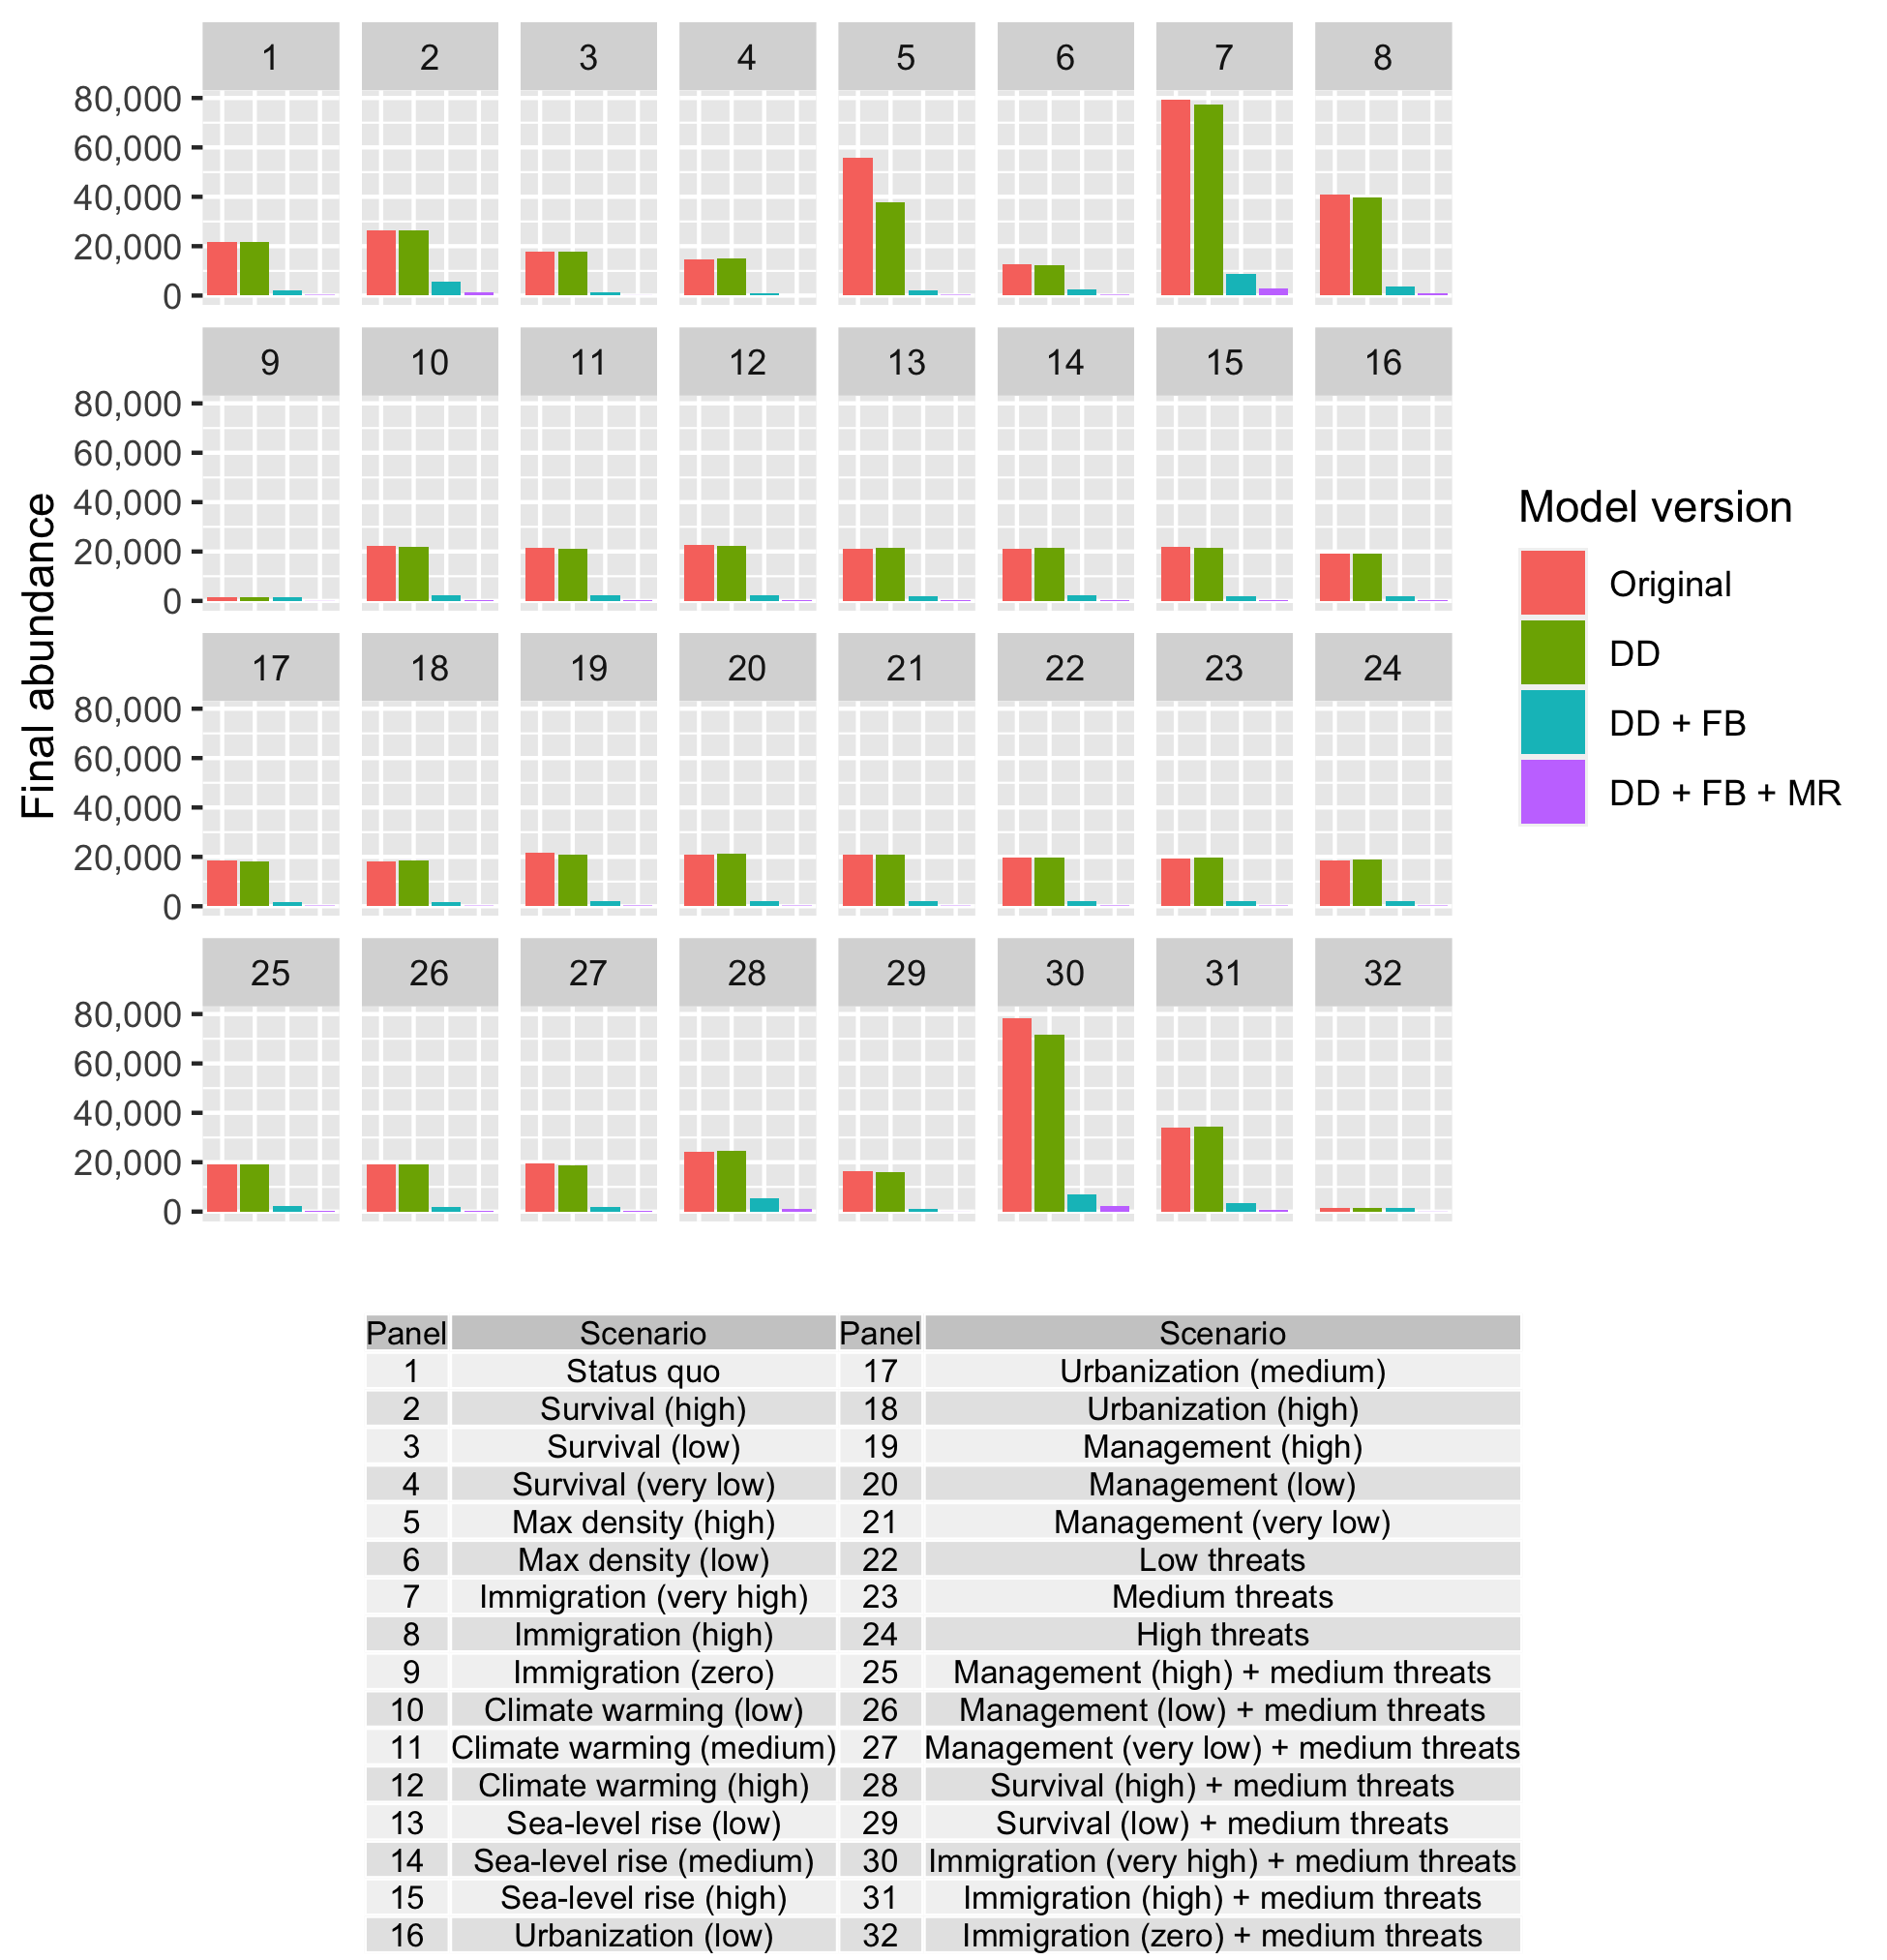 1 2 3 4 5 6 7 8
80,000
60,000
40,000
20,000
0
9 10 11 12 13 14 15 16
80,000
60,000
40,000
20,000
0
17 18 19 20 21 22 23 24
80,000
60,000
40,000
20,000
0
25 26 27 28 29 30 31 32
80,000
60,000
40,000
20,000
0
Final abundance
Model version
Original
DD
DD + FB
DD + FB + MR
Panel Scenario Panel Scenario
1 Status quo 17 Urbanization (medium)
2 Survival (high) 18 Urbanization (high)
3 Survival (low) 19 Management (high)
4 Survival (very low) 20 Management (low)
5 Max density (high) 21 Management (very low)
6 Max density (low) 22 Low threats
7 Immigration (very high) 23 Medium threats
8 Immigration (high) 24 High threats
9 Immigration (zero) 25 Management (high) + medium threats
10 Climate warming (low) 26 Management (low) + medium threats
11 Climate warming (medium) 27 Management (very low) + medium threats
12 Climate warming (high) 28 Survival (high) + medium threats
13 Sea-level rise (low) 29 Survival (low) + medium threats
14 Sea-level rise (medium) 30 Immigration (very high) + medium threats
15 Sea-level rise (high) 31 Immigration (high) + medium threats
16 Urbanization (low) 32 Immigration (zero) + medium threats